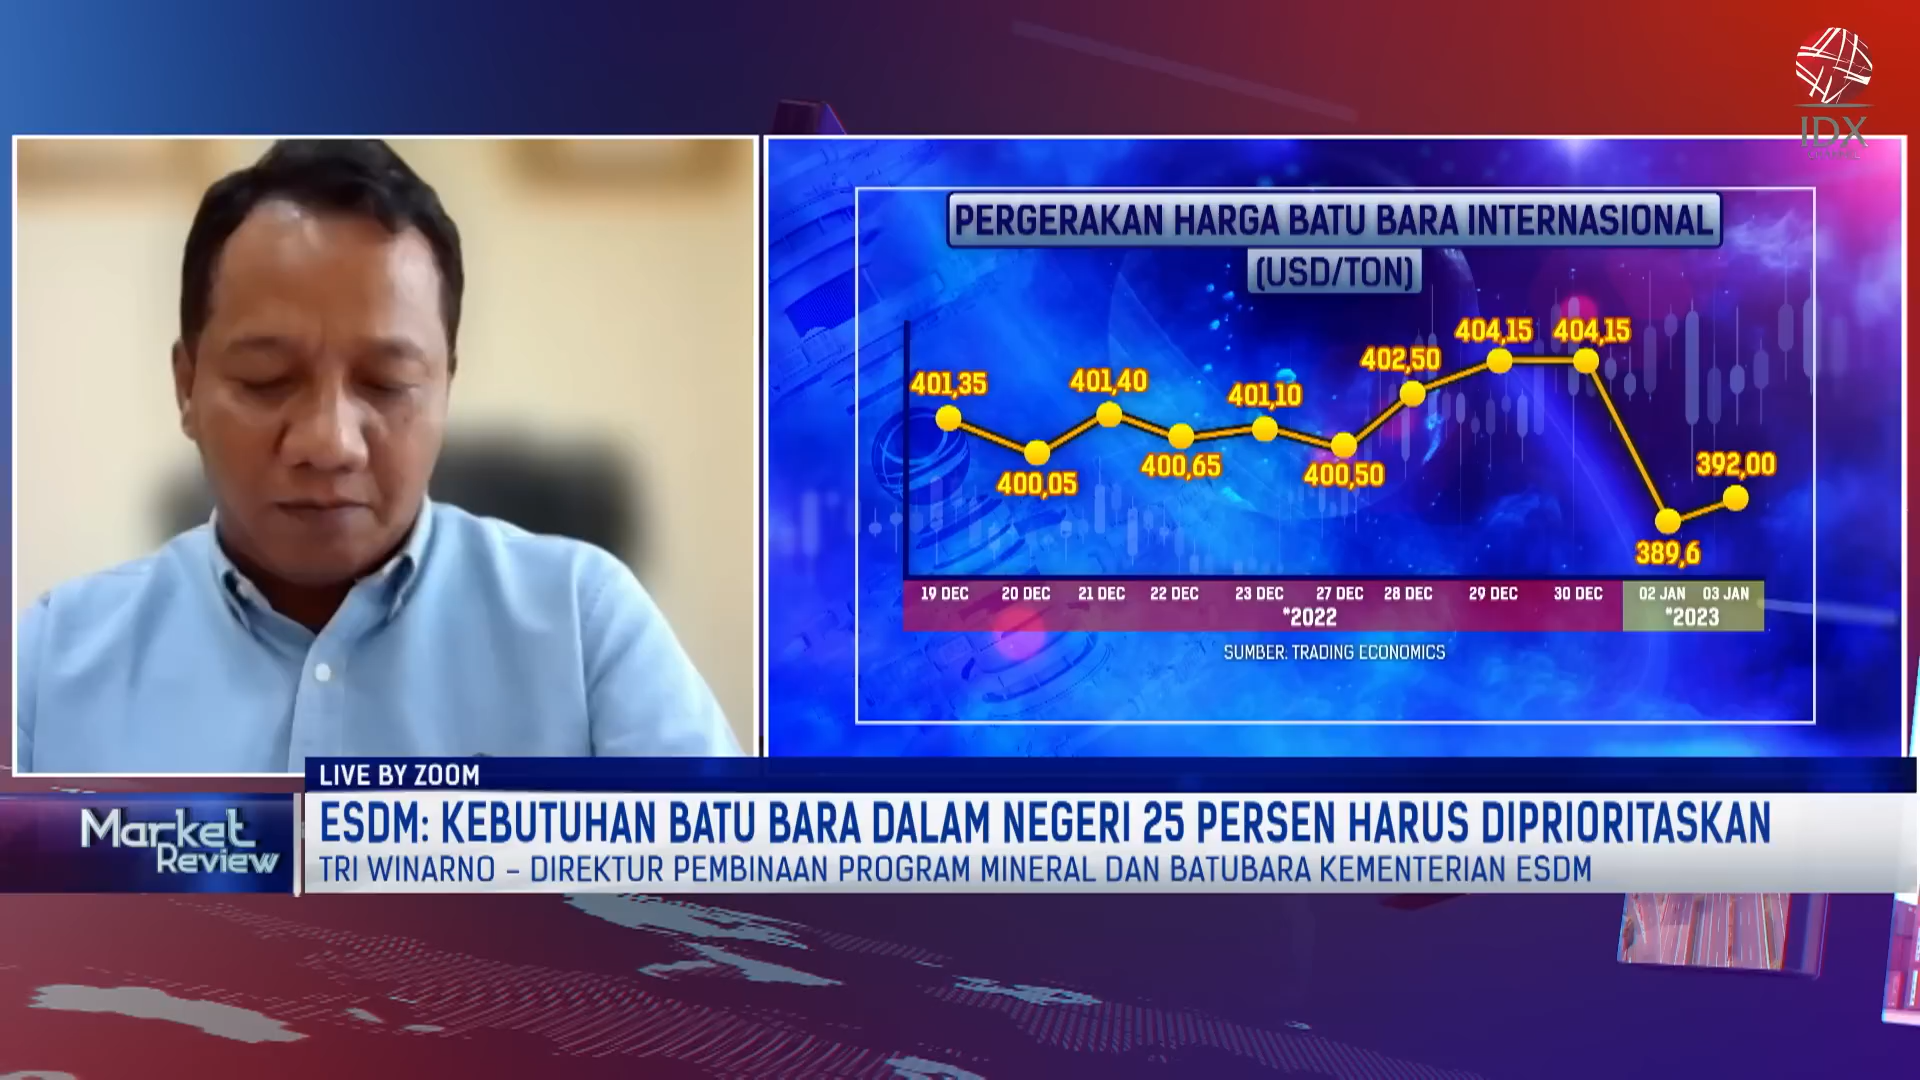 IDX
CHANNEL
PERGERAKAN HARGA BATU BARA INTERNASIONAL
(USD/TON)
401,35
400,05
401,40
400,65
401,10
400,50
402,50
404,15
404,15
389,6
392,00
19 DEC 20 DEC 21 DEC 22 DEC 23 DEC 27 DEC 28 DEC 29 DEC 30 DEC 02 JAN 03 JAN
*2022 *2023
SUMBER: TRADING ECONOMICS
LIVE BY ZOOM
Market
Review
ESDM: KEBUTUHAN BATU BARA DALAM NEGERI 25 PERSEN HARUS DIPRIORITASKAN
TRI WINARNO – DIREKTUR PEMBINAAN PROGRAM MINERAL DAN BATUBARA KEMENTERIAN ESDM